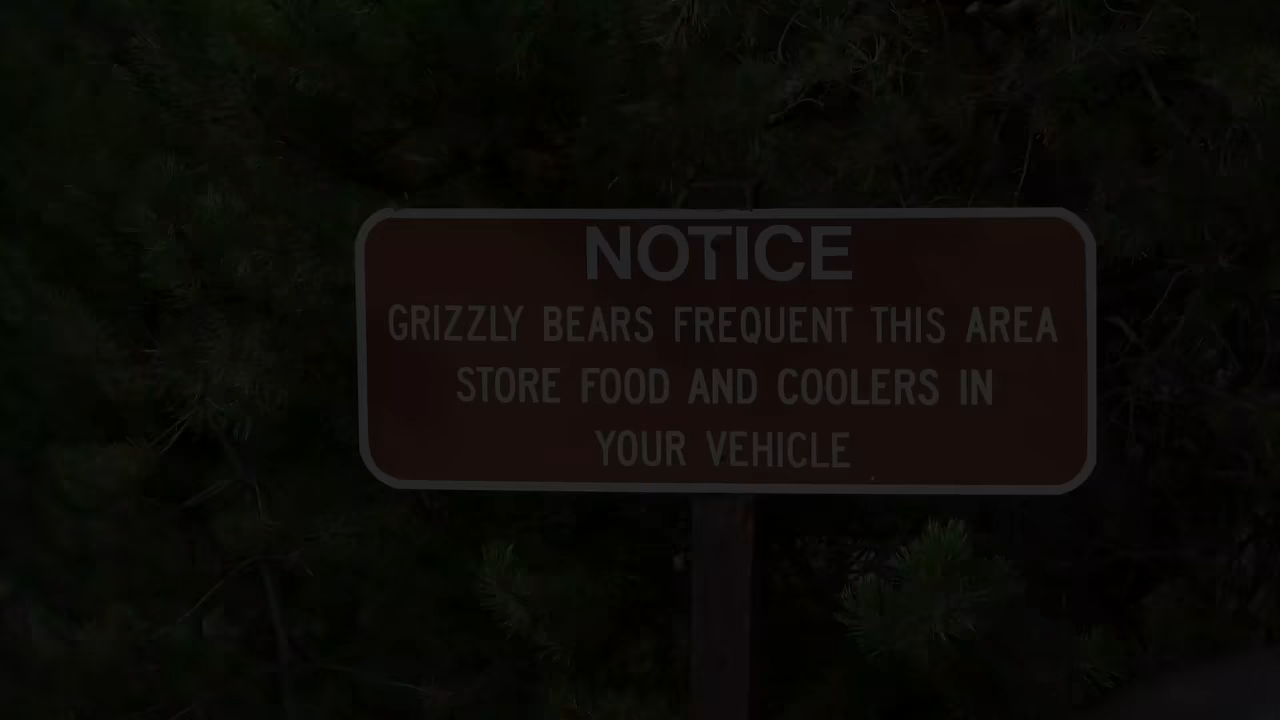 NOTICE
GRIZZLY BEARS FREQUENT THIS AREA
STORE FOOD AND COOLERS IN
YOUR VEHICLE